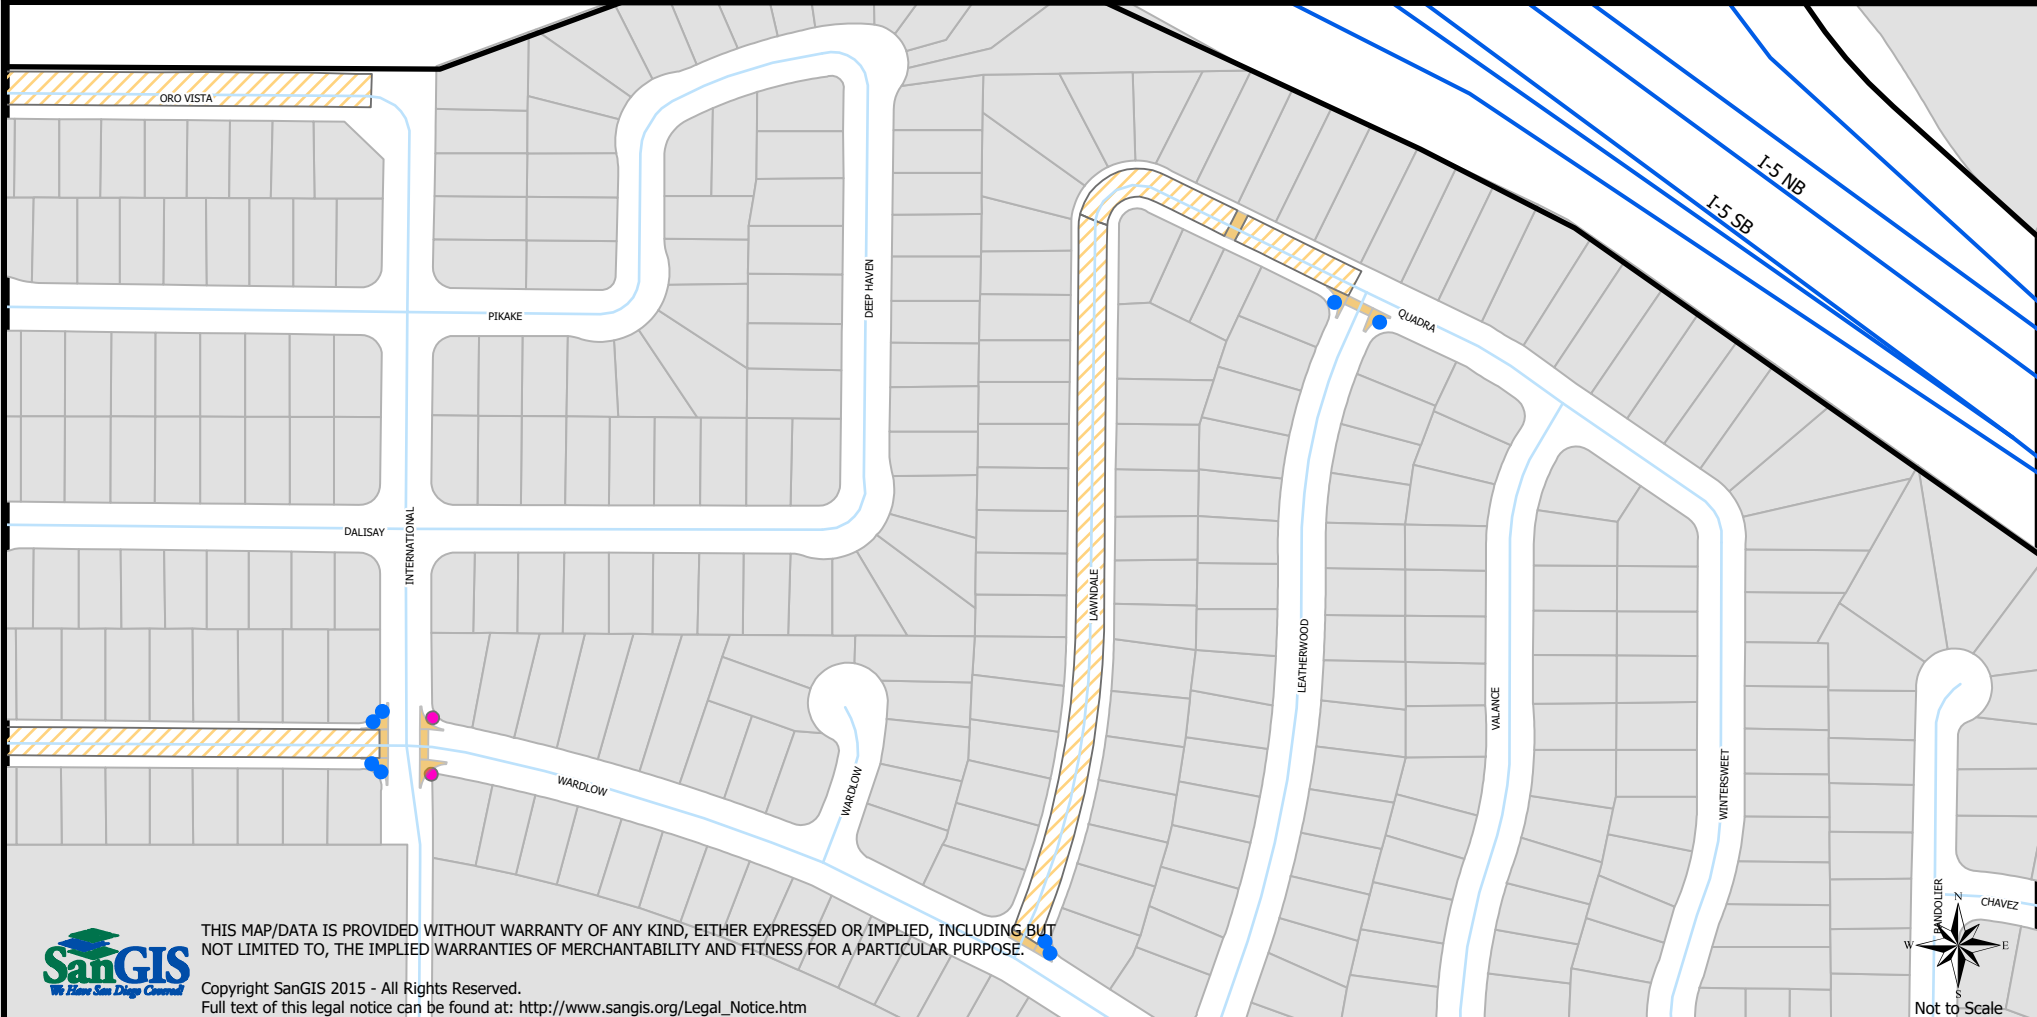 ORO VISTA
I-5 NB
I-5 SB
DEEP HAVEN
PIKAKE
QUADRA
DALISAY
INTERNATIONAL
LAWNDALE
LEATHERWOOD
VALANCE
WINTERSWEET
WARDLOW
WARDLOW
BANDOLIER
CHAVEZ
N
W E
S
Not to Scale
SanGIS
We Have San Diego Covered!
THIS MAP/DATA IS PROVIDED WITHOUT WARRANTY OF ANY KIND, EITHER EXPRESSED OR IMPLIED, INCLUDING BUT
NOT LIMITED TO, THE IMPLIED WARRANTIES OF MERCHANTABILITY AND FITNESS FOR A PARTICULAR PURPOSE.
Copyright SanGIS 2015 - All Rights Reserved.
Full text of this legal notice can be found at: http://www.sangis.org/Legal_Notice.htm